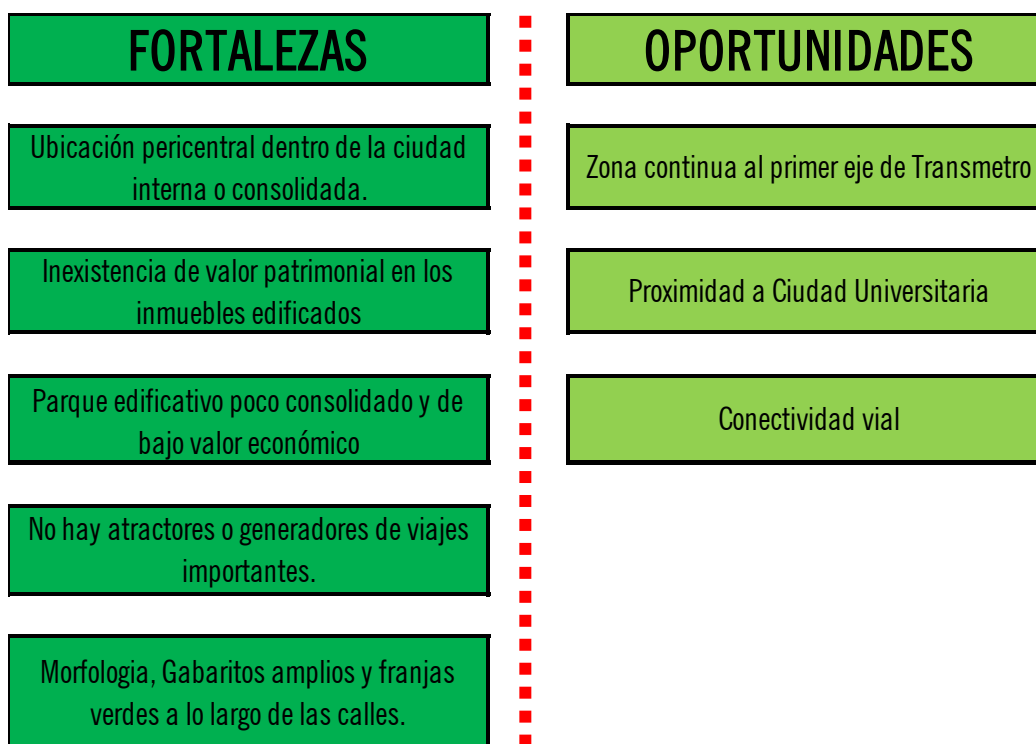 FORTALEZAS
Ubicación pericentral dentro de la ciudad
interna o consolidada.
Inexistencia de valor patrimonial en los
inmuebles edificados
Parque edificativo poco consolidado y de
bajo valor económico
No hay atractores o generadores de viajes
importantes.
Morfologia, Gabaritos amplios y franjas
verdes a lo largo de las calles.
OPORTUNIDADES
Zona continua al primer eje de Transmetro
Proximidad a Ciudad Universitaria
Conectividad vial